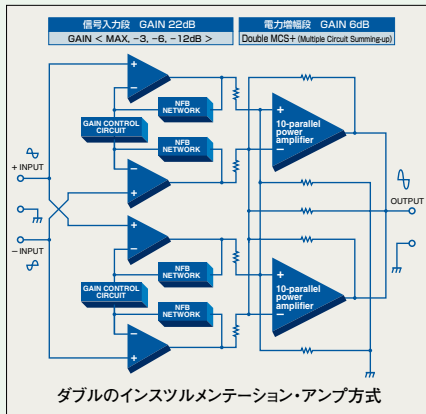 信号入力段 GAIN 22dB
GAIN < MAX, −3, −6, −12dB >
電力増幅段 GAIN 6dB
Double MCS+ (Multiple Circuit Summing-up)
+
−
NFB
NETWORK
GAIN CONTROL
CIRCUIT
NFB
NETWORK
−
+
+
10-parallel
power
amplifier
−
+ INPUT
− INPUT
OUTPUT
+
−
NFB
NETWORK
GAIN CONTROL
CIRCUIT
NFB
NETWORK
−
+
+
10-parallel
power
amplifier
−
ダブルのインスツルメンテーション・アンプ方式